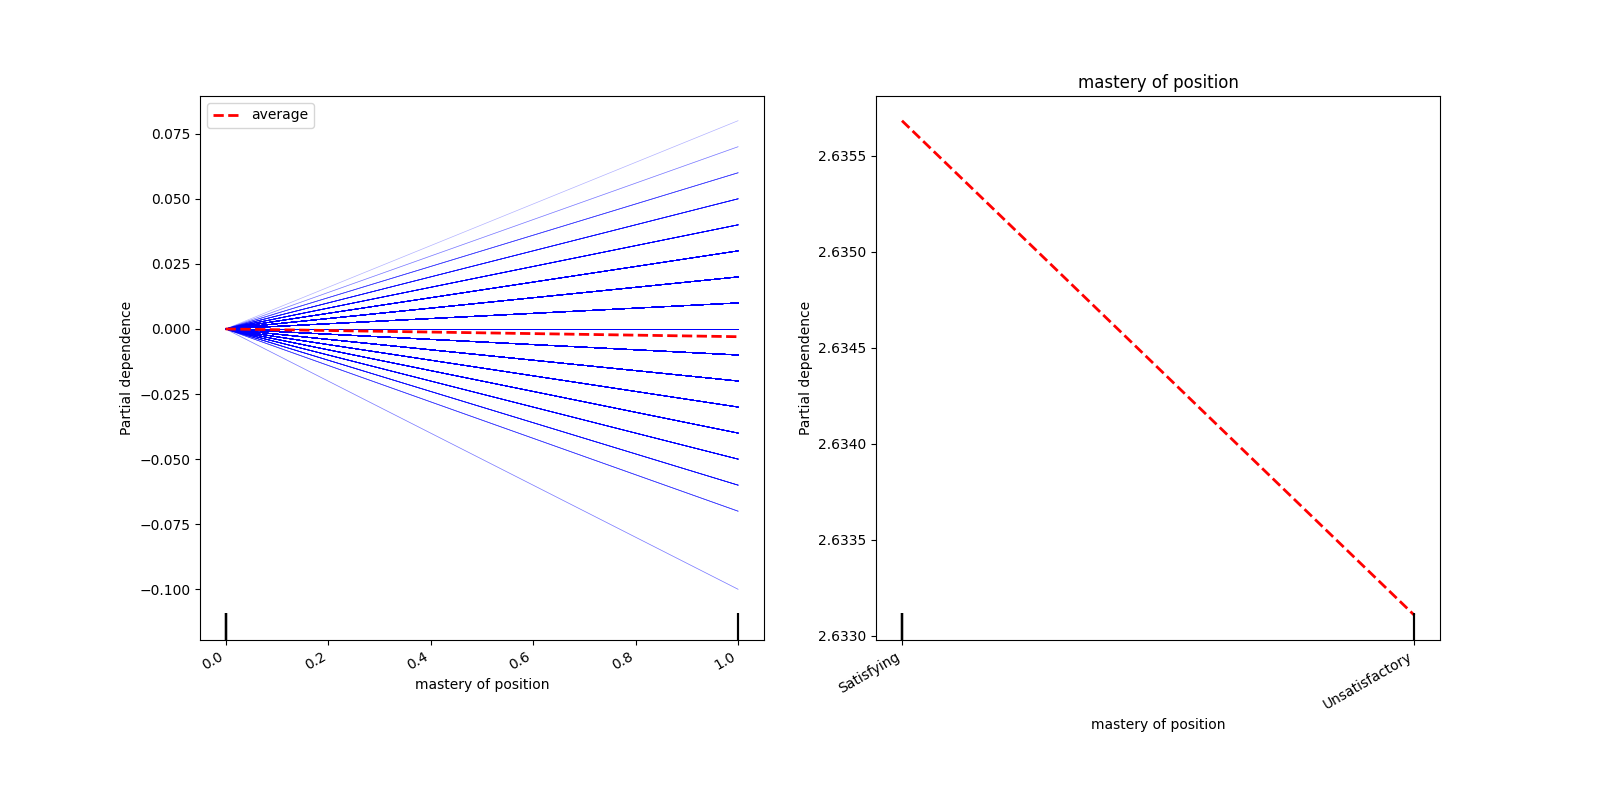 average
0.075
0.050
0.025
0.000
−0.025
−0.050
−0.075
−0.100
Partial dependence
0.0
0.2
0.4
0.6
0.8
1.0
mastery of position
mastery of position
2.6355
2.6350
2.6345
2.6340
2.6335
2.6330
Partial dependence
Satisfying
Unsatisfactory
mastery of position